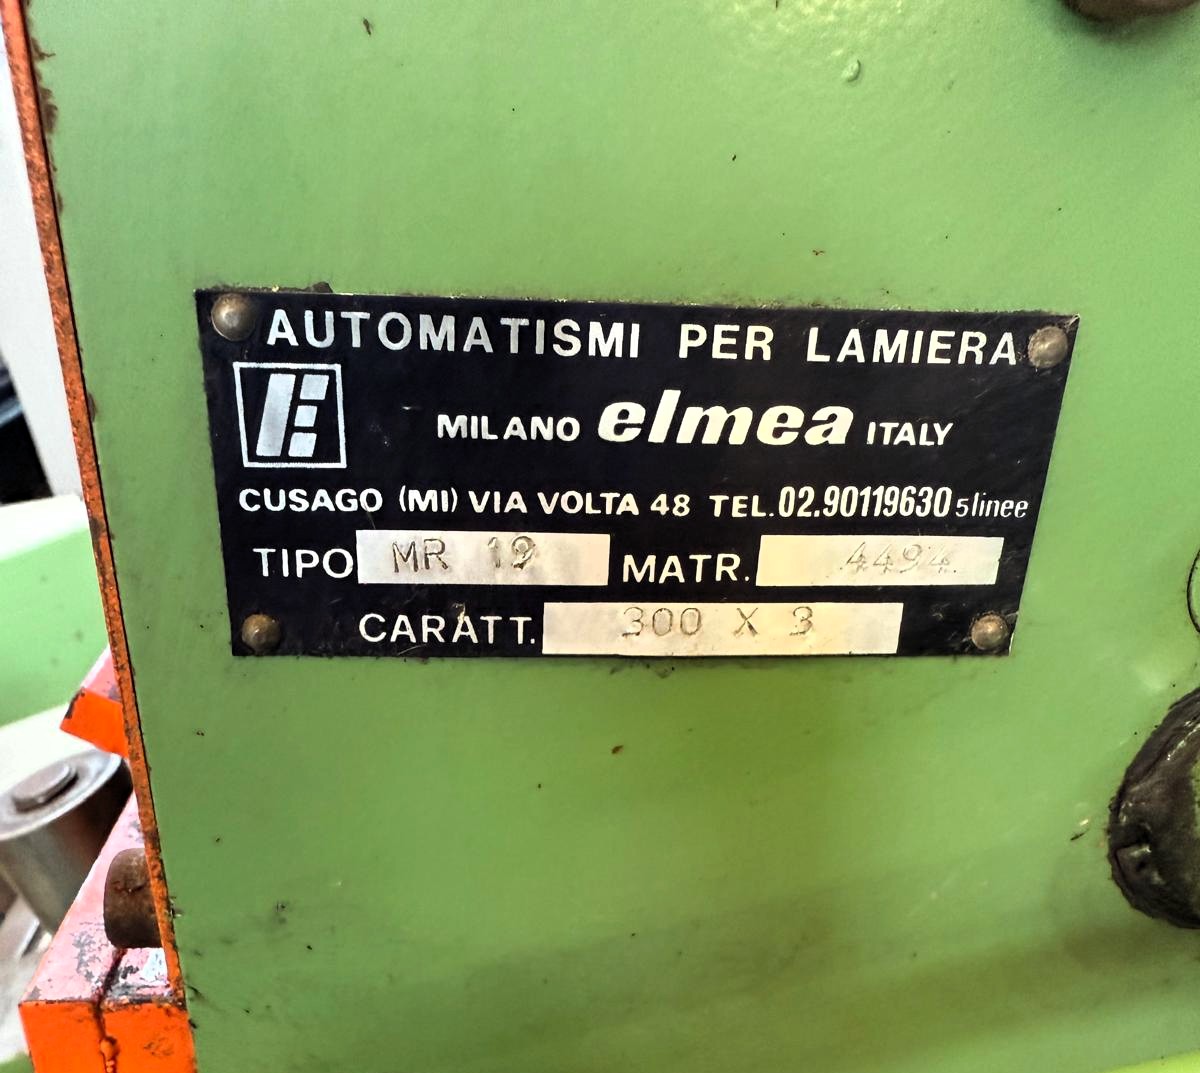 AUTOMATISMI PER LAMIERA
E
MILANO elmea ITALY
CUSAGO (MI) VIA VOLTA 48 TEL.02.90119630 5 linee
TIPO MR 19 MATR. 4494
CARATT. 300 X 3